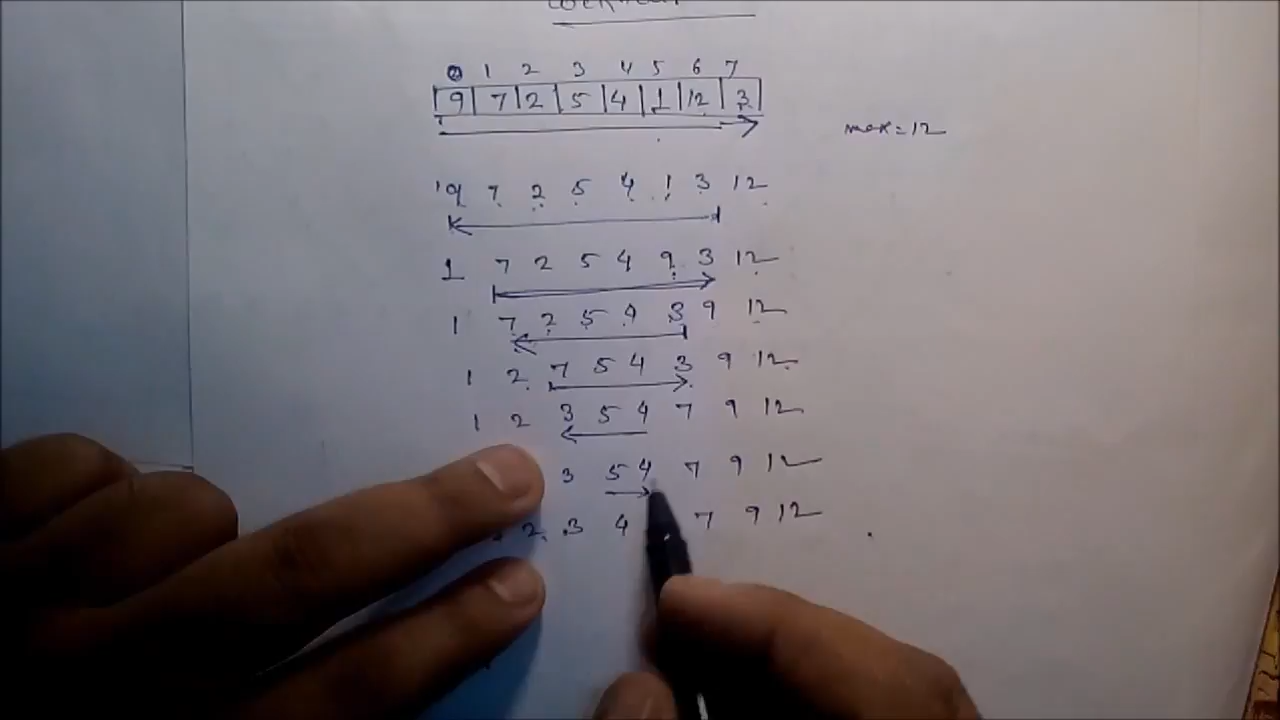 0 1 2 3 4 5 6 7
9 7 2 5 4 1 12 3
max = 12
9 7 2 5 4 1 3 12
1 7 2 5 4 9 3 12
1 7 2 5 4 3 9 12
1 2 7 5 4 3 9 12
1 2 3 5 4 7 9 12
3 5 4 7 9 12
2 3 4 7 9 12